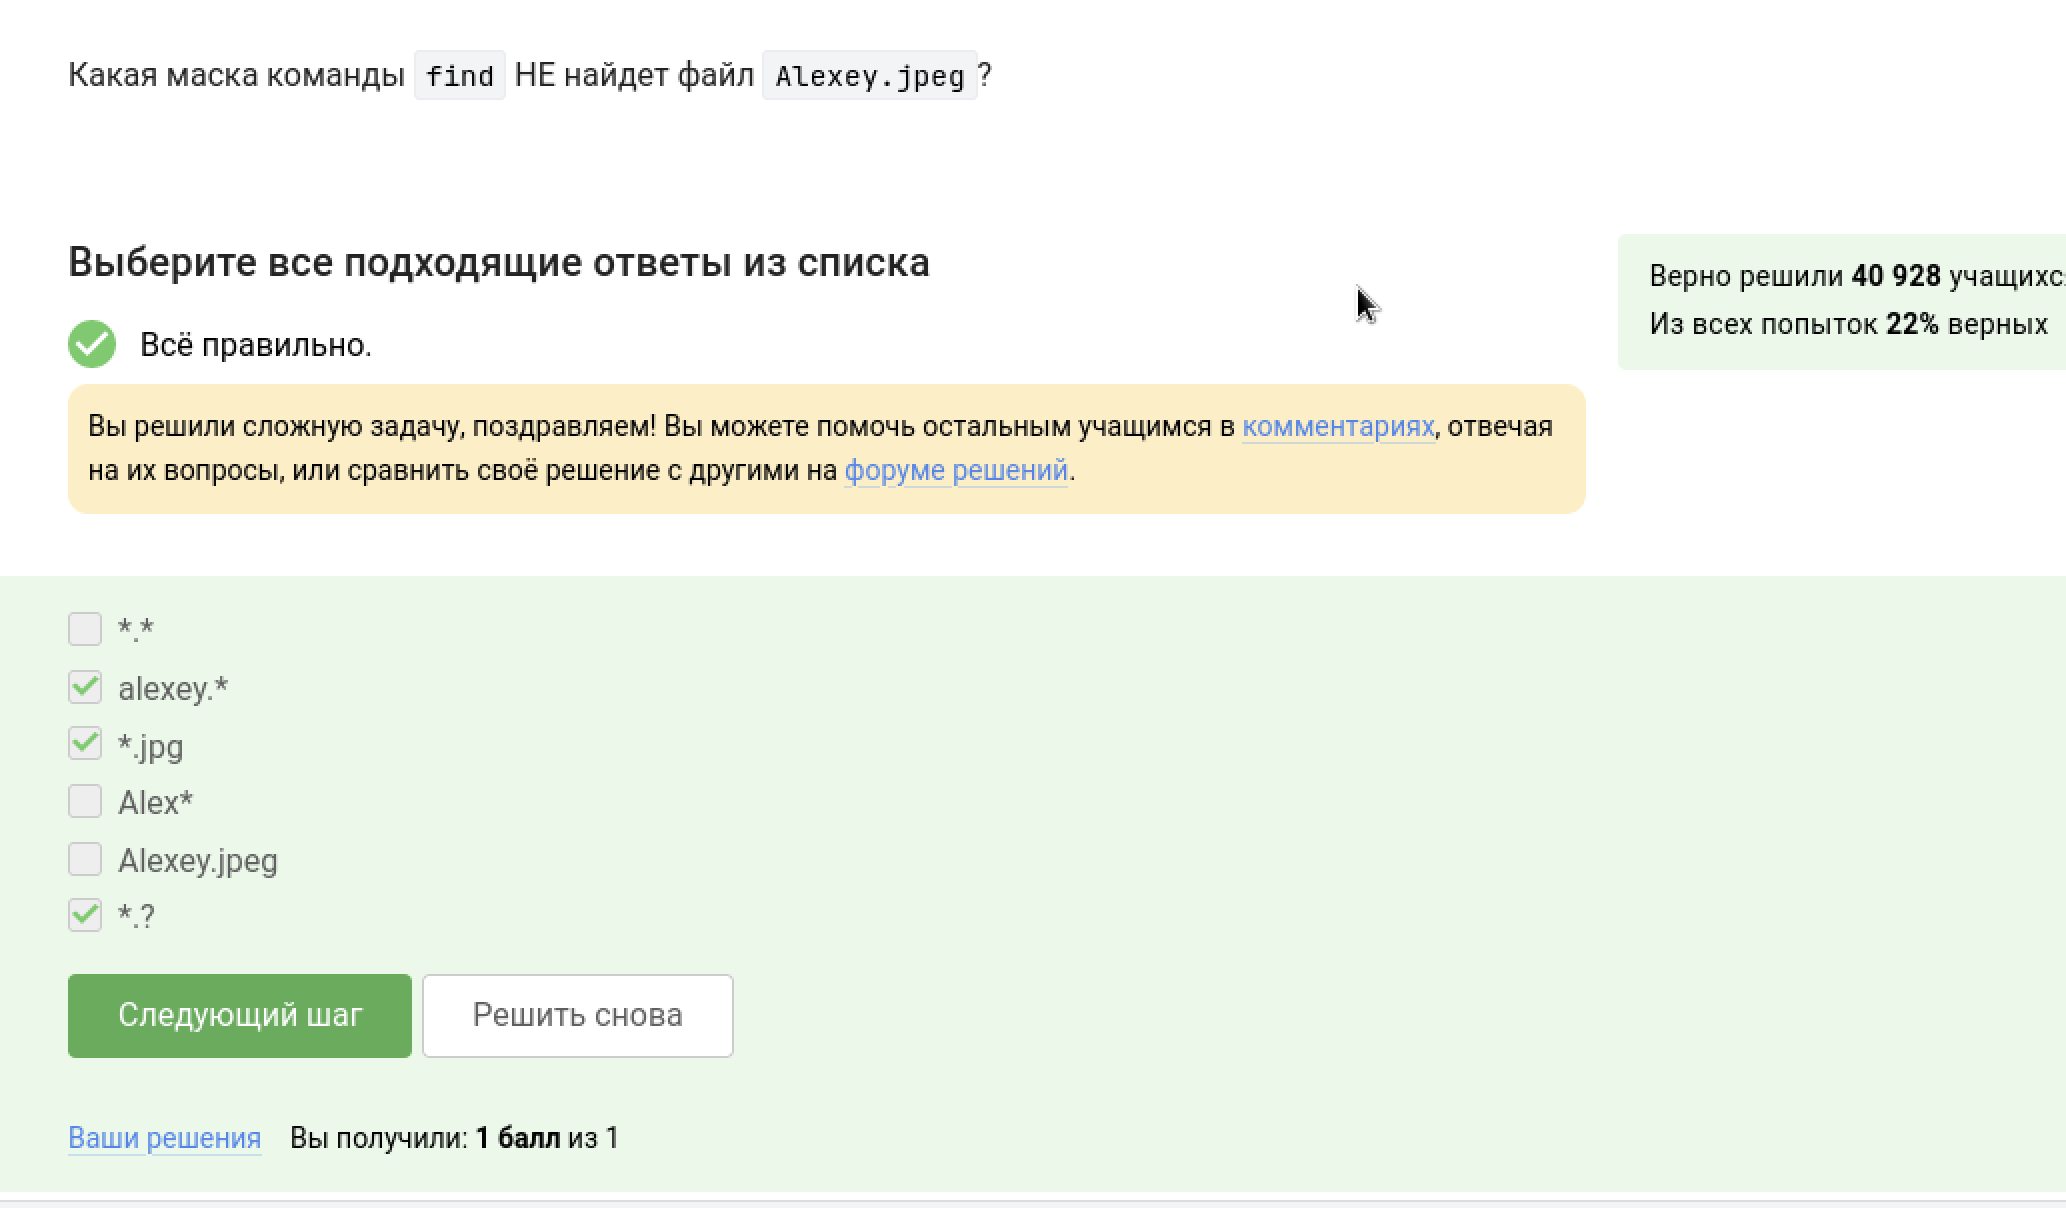 Какая маска команды find НЕ найдет файл Alexey.jpeg?
Выберите все подходящие ответы из списка
Верно решили 40 928
Из всех попыток 22% верных
Всё правильно.
Вы решили сложную задачу, поздравляем! Вы можете помочь остальным учащимся в комментариях, отвечая
на их вопросы, или сравнить своё решение с другими на форуме решений.
*.*
alexey.*
*.jpg
Alex*
Alexey.jpeg
*.?
Следующий шаг
Решить снова
Ваши решения Вы получили: 1 балл из 1